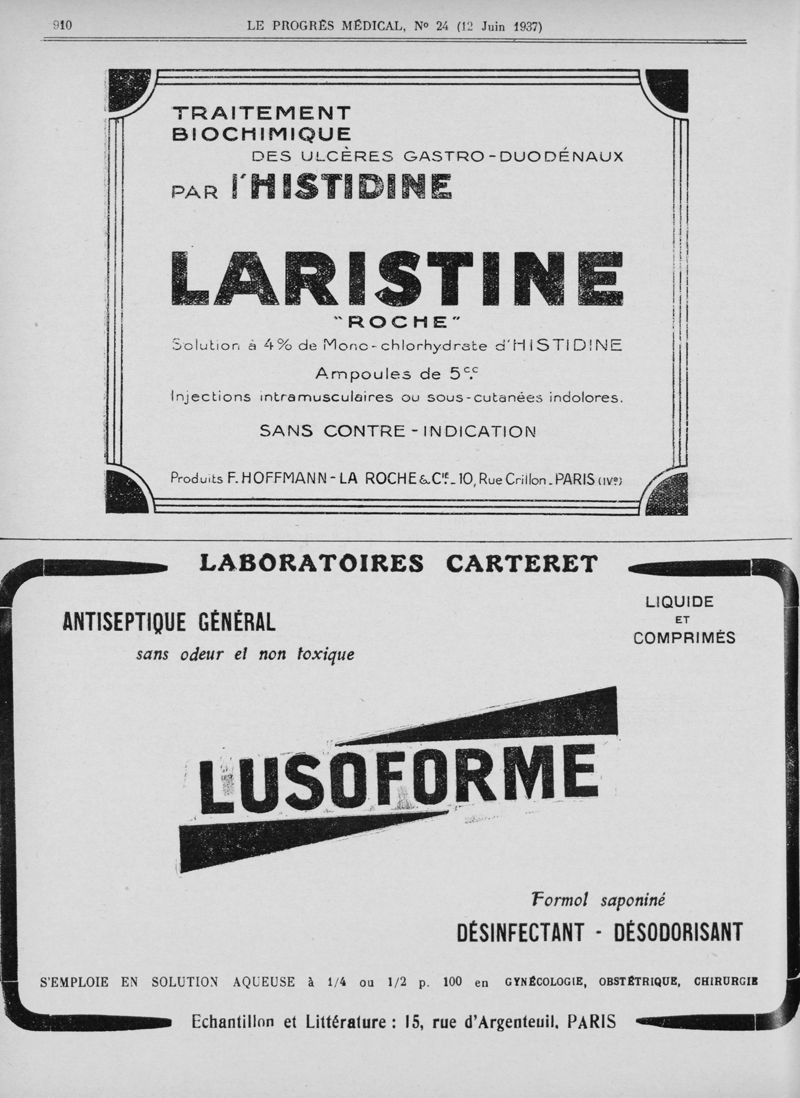 910
LE PROGRÈS MÉDICAL, Nº 24 (12 Juin 1937)
TRAITEMENT
BIOCHIMIQUE
DES ULCÈRES GASTRO-DUODÉNAUX
PAR l'HISTIDINE
LARISTINE
"ROCHE"
Solution à 4% de Mono-chlorhydrate d'HISTIDINE
Ampoules de 5c.c
Injections intramusculaires ou sous-cutanées indolores.
SANS CONTRE-INDICATION
Produits F. HOFFMANN-LA ROCHE & Cie. 10, Rue Crillon. PARIS (IVe)
LABORATOIRES CARTERET
ANTISEPTIQUE GÉNÉRAL
sans odeur et non toxique
LIQUIDE
ET
COMPRIMÉS
LUSOFORME
Formol saponiné
DÉSINFECTANT - DÉSODORISANT
S'EMPLOIE EN SOLUTION AQUEUSE à 1/4 ou 1/2 p. 100 en GYNÉCOLOGIE, OBSTÉTRIQUE, CHIRURGIE
Echantillon et Littérature : 15, rue d'Argenteuil, PARIS